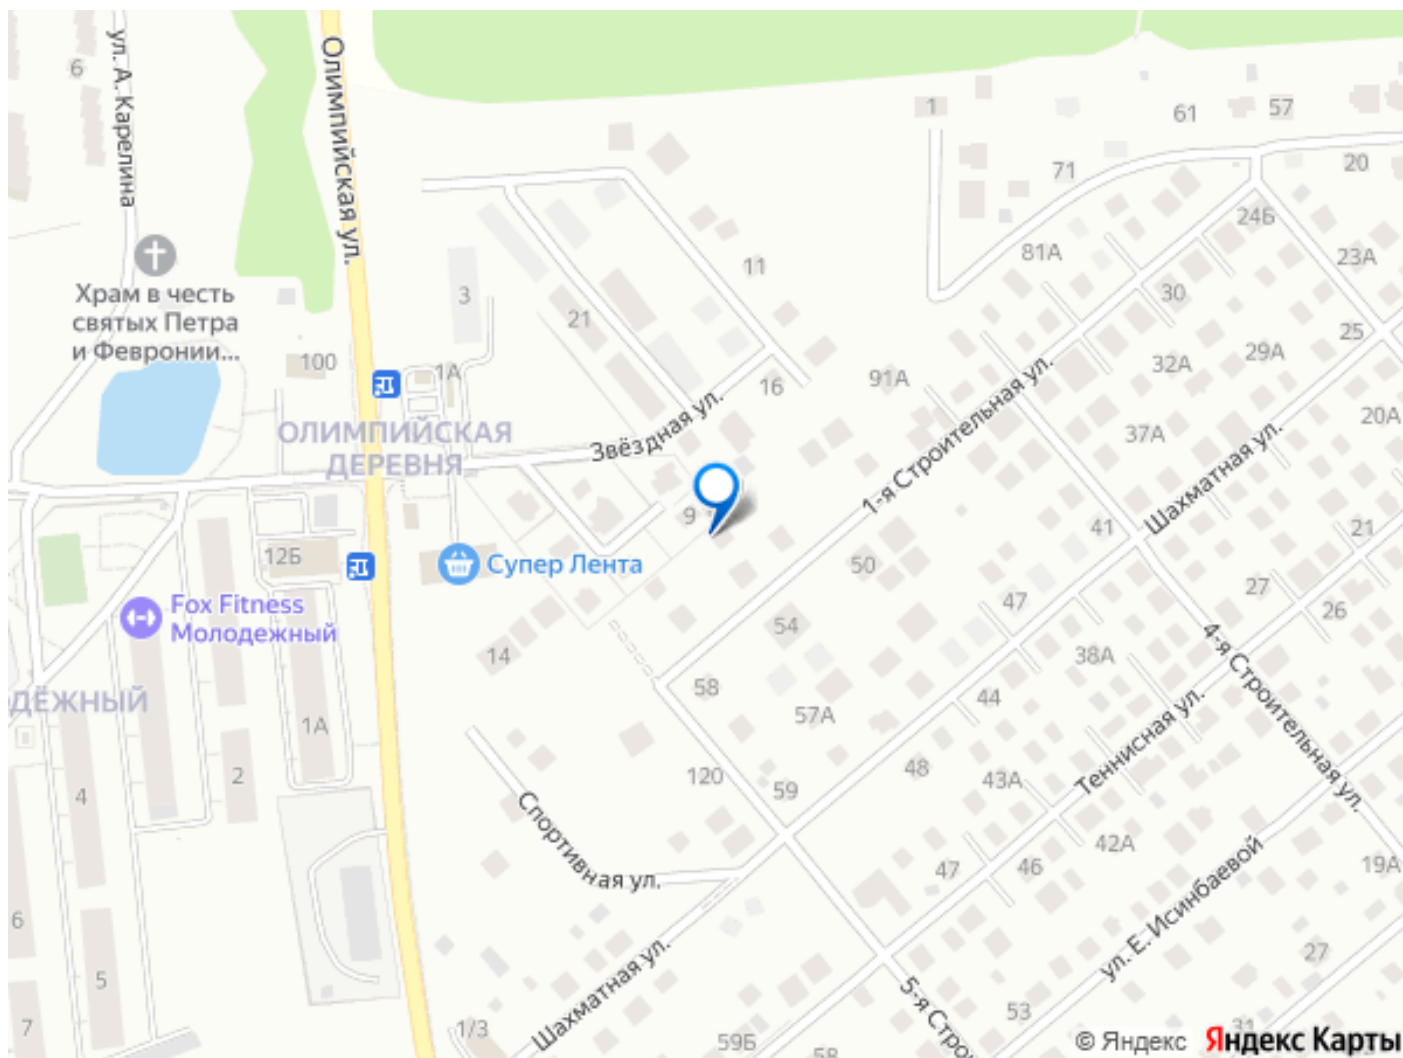 ул. А. Карелина
6
Олимпийская ул.
1
61
57
71
20
24Б
81А
23А
Храм в честь
святых Петра
и Февронии...
3
11
21
30
25
100
1А
16
91А
32А
29А
20А
37А
ОЛИМПИЙСКАЯ
ДЕРЕВНЯ
Звёздная ул.
1-я Строительная ул.
Шахматная ул.
9
41
21
12Б
Супер Лента
50
Fox Fitness
Молодежный
47
27
26
54
14
38А
4-я Строительная ул.
58
44
ДЁЖНЫЙ
57А
1А
2
4
120
59
48
43А
Теннисная ул.
Спортивная ул.
42А
47
46
19А
ул. Е. Исинбаевой
6
5
27
Шахматная ул.
5-я Стро
53
7
1/3
59Б
58
31
© Яндекс
Яндекс Карты